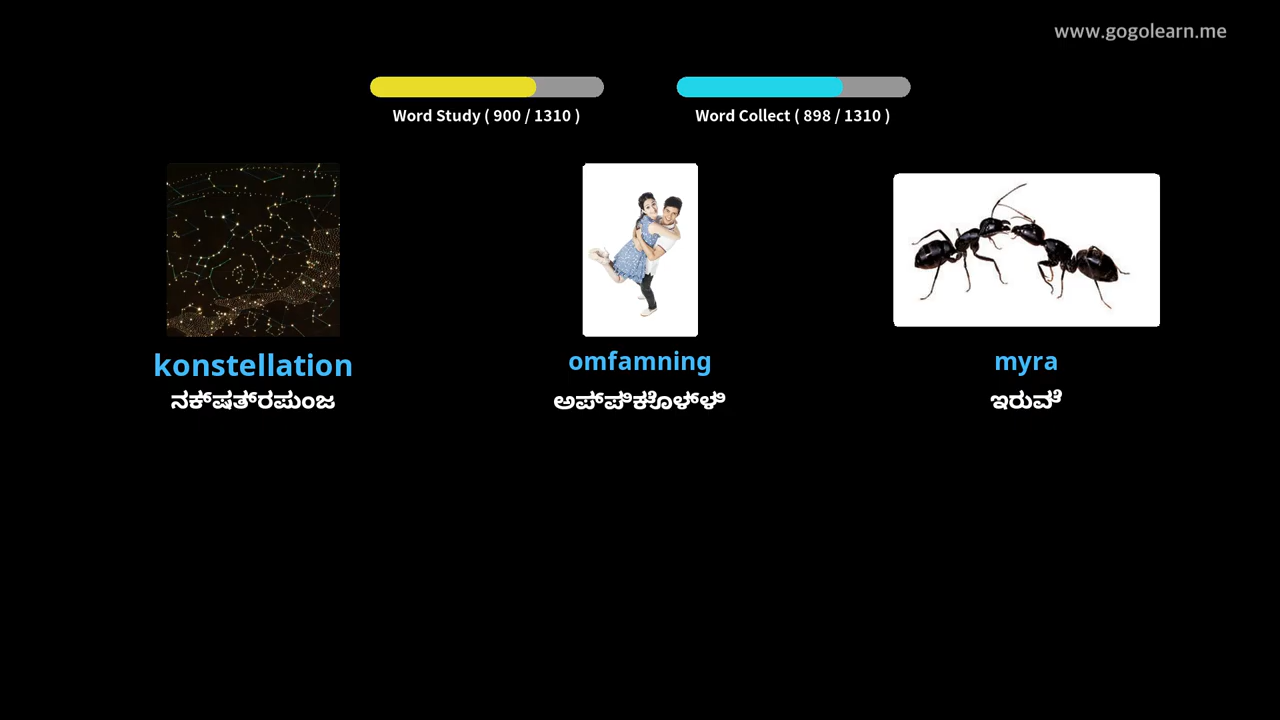 www.gogolearn.me
Word Study ( 900 / 1310 )
Word Collect ( 898 / 1310 )
konstellation
ನಕ್ಷತ್ರಪುಂಜ
omfamning
ಅಪ್ಪಿಕೊಳ್ಳಿ
myra
ಇರುವೆ